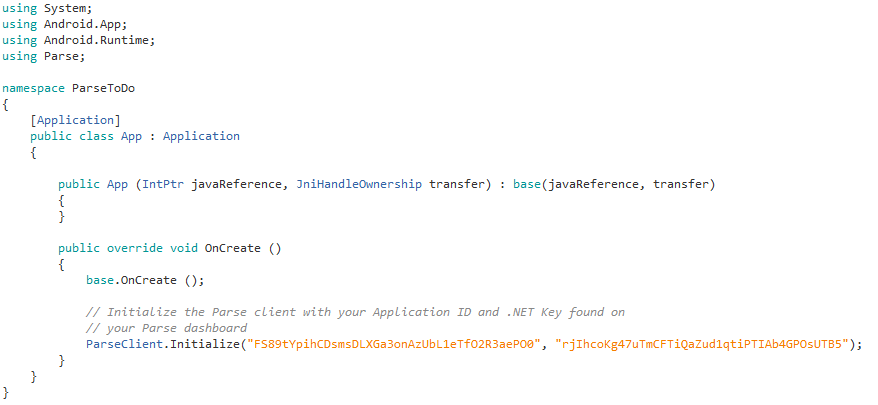 using System;
using Android.App;
using Android.Runtime;
using Parse;

namespace ParseToDo
{
    [Application]
    public class App : Application
    {

        public App (IntPtr javaReference, JniHandleOwnership transfer) : base(javaReference, transfer)
        {
        }

        public override void OnCreate ()
        {
            base.OnCreate ();

            // Initialize the Parse client with your Application ID and .NET Key found on
            // your Parse dashboard
            ParseClient.Initialize("FS89tYpihCDsmsDLXGa3onAzUbL1eTfO2R3aePO0", "rjIhcoKg47uTmCFTiQaZud1qtiPTIAb4GPOsUTB5");
        }
    }
}